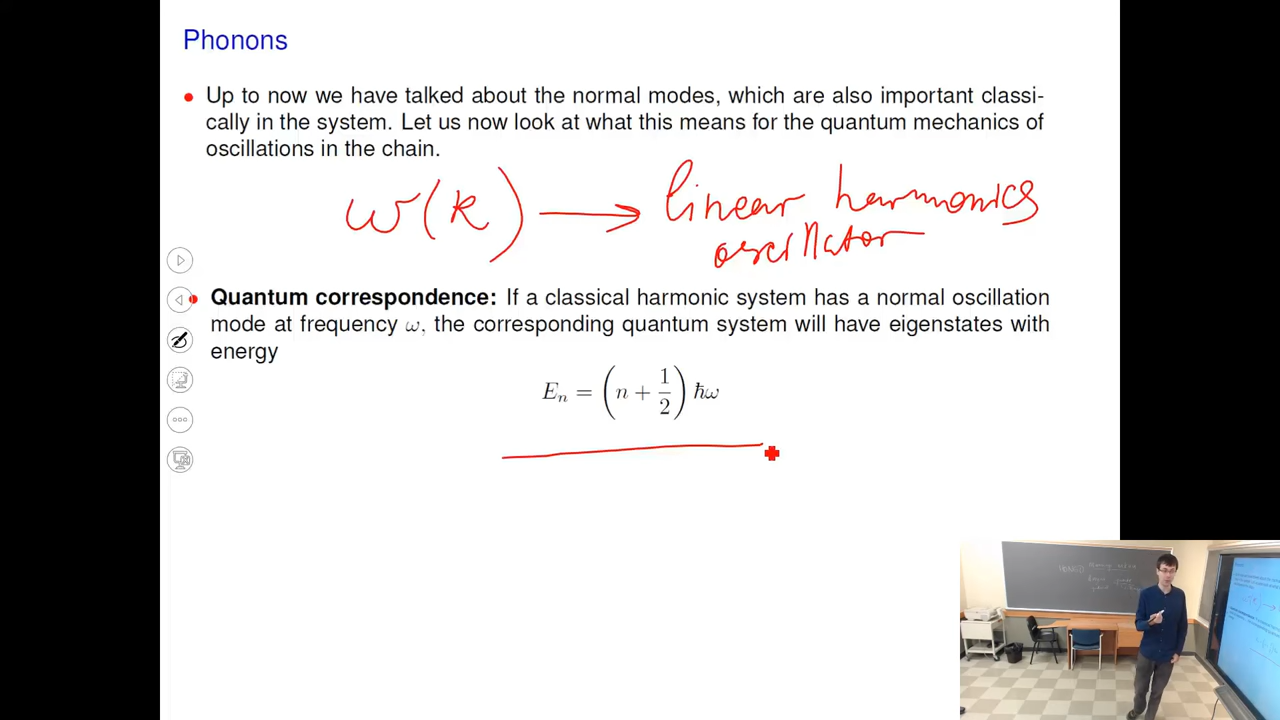 Phonons
Up to now we have talked about the normal modes, which are also important classi-
cally in the system. Let us now look at what this means for the quantum mechanics of
oscillations in the chain.
ω(k) → linear harmonics
oscillator
Quantum correspondence: If a classical harmonic system has a normal oscillation
mode at frequency ω, the corresponding quantum system will have eigenstates with
energy
Eₙ = (n + 1/2) ħω